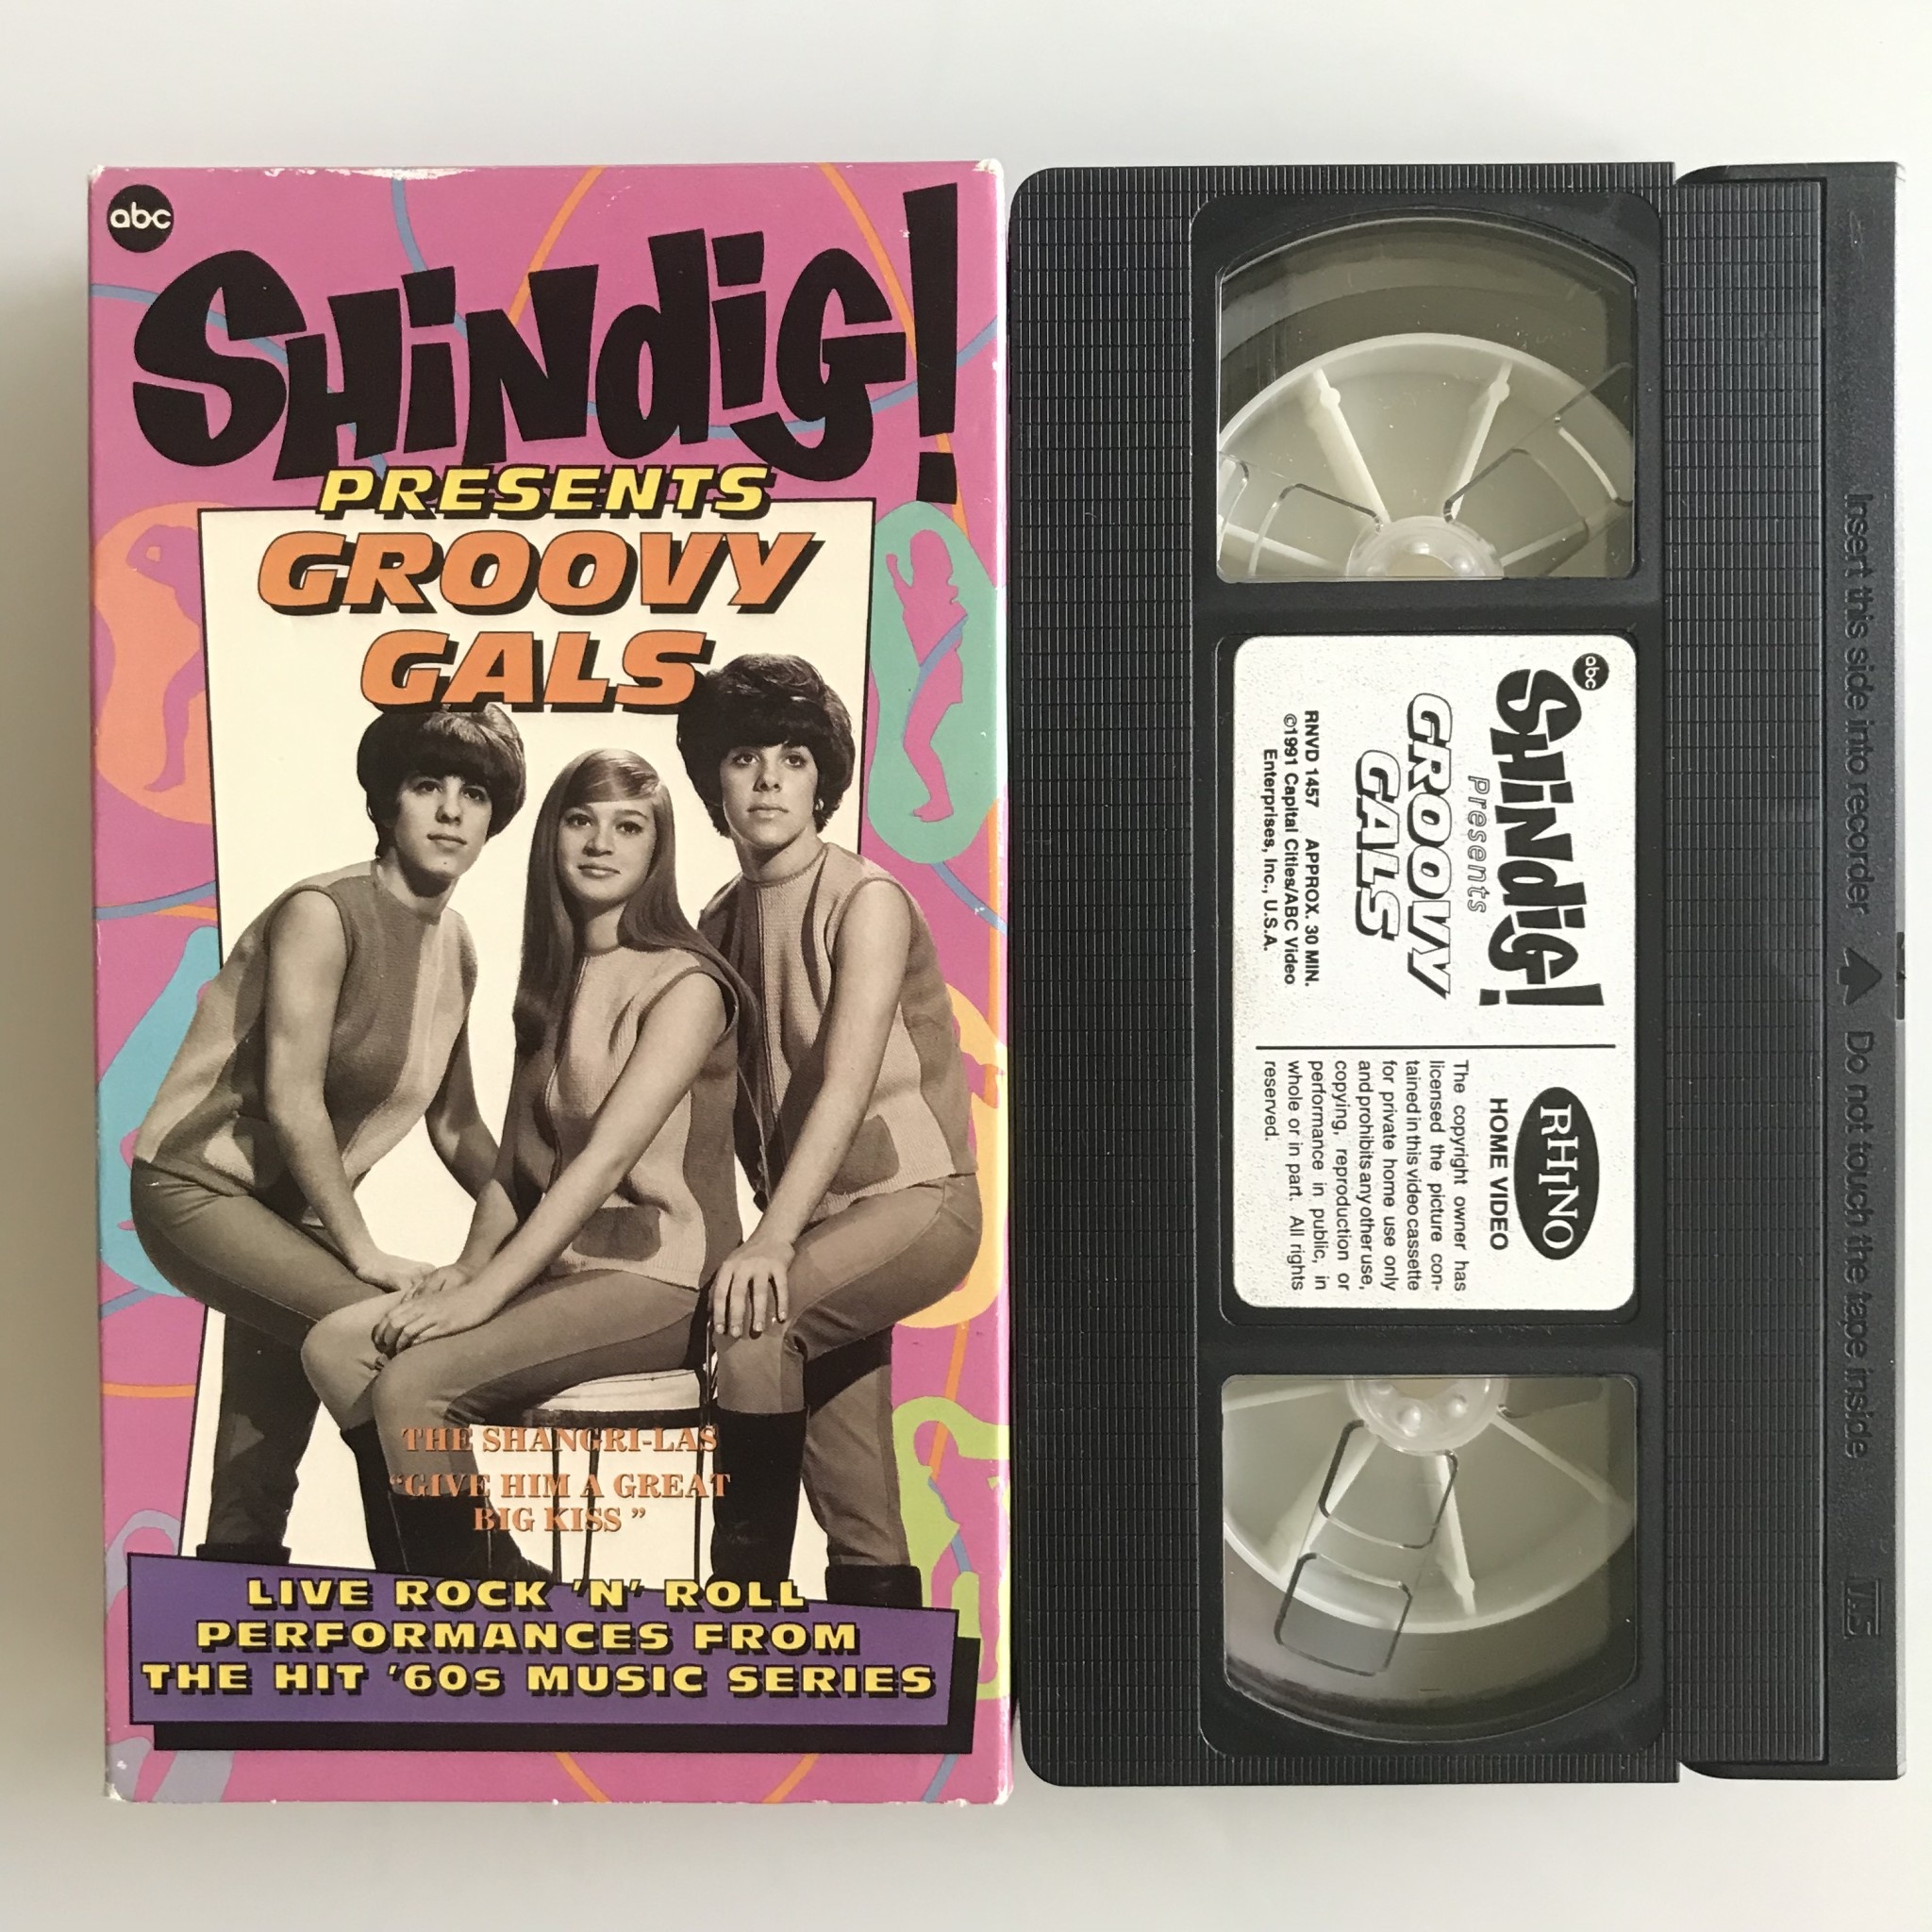 abc
SHiNdiG!
PRESENTS
GROOVY
GALS
THE SHANGRI-LAS
“GIVE HIM A GREAT
BIG KISS”
LIVE ROCK ’N’ ROLL
PERFORMANCES FROM
THE HIT ’60s MUSIC SERIES
abc
SHiNdiG!
Presents
GROOVY
GALS
RNVD 1457 APPROX. 30 MIN.
©1991 Capital Cities/ABC Video
Enterprises, Inc., U.S.A.
RHINO
HOME VIDEO
The copyright owner has
licensed the picture con-
tained in this video cassette
for private home use only
and prohibits any other use,
copying, reproduction or
performance in public, in
whole or in part. All rights
reserved.
Insert this side into recorder Do not touch the tape inside